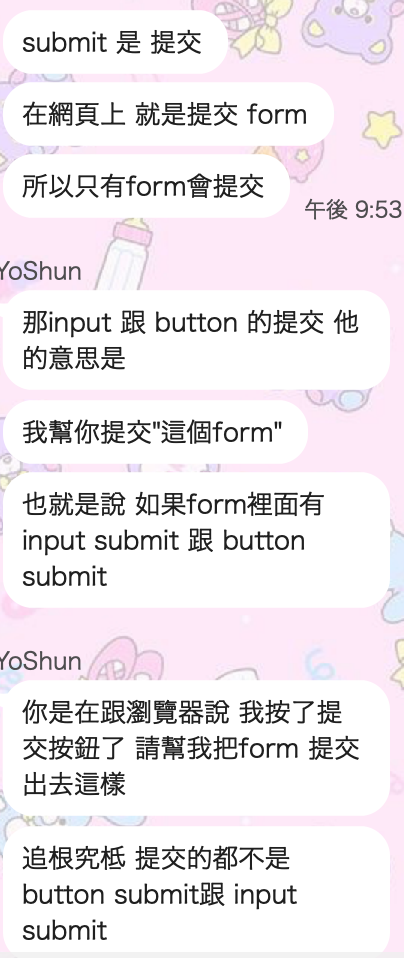 submit 是 提交
在網頁上 就是提交 form
所以只有form會提交
午後 9:53
YoShun
那input 跟 button 的提交 他
的意思是
我幫你提交"這個form"
也就是說 如果form裡面有
input submit 跟 button
submit
YoShun
你是在跟瀏覽器說 我按了提
交按鈕了 請幫我把form 提交
出去這樣
追根究柢 提交的都不是
button submit跟 input
submit